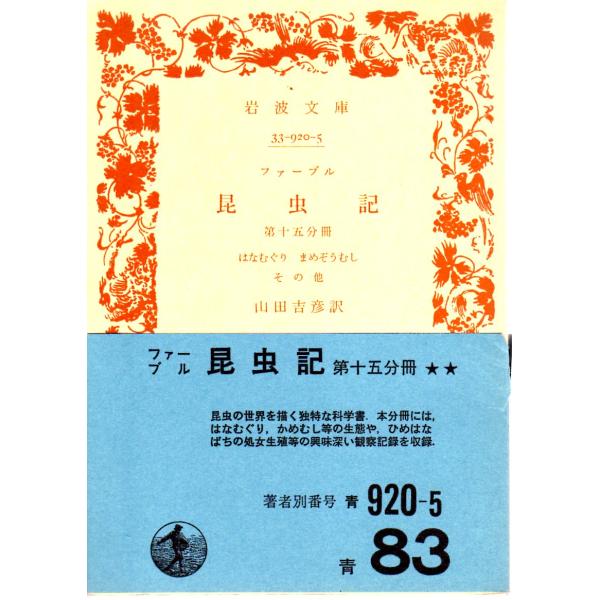 岩波文庫
33-920-5
ファーブル
昆虫記
第十五分冊
はなむぐり まめぞうむし
その他
山田吉彦訳
ファーブル 昆虫記 第十五分冊 ★★
昆虫の世界を描く独特な科学書. 本分冊には,
はなむぐり, かめむし等の生態や, ひめはな
ばちの処女生殖等の興味深い観察記録を収録.
著者別番号 青 920-5
青 83